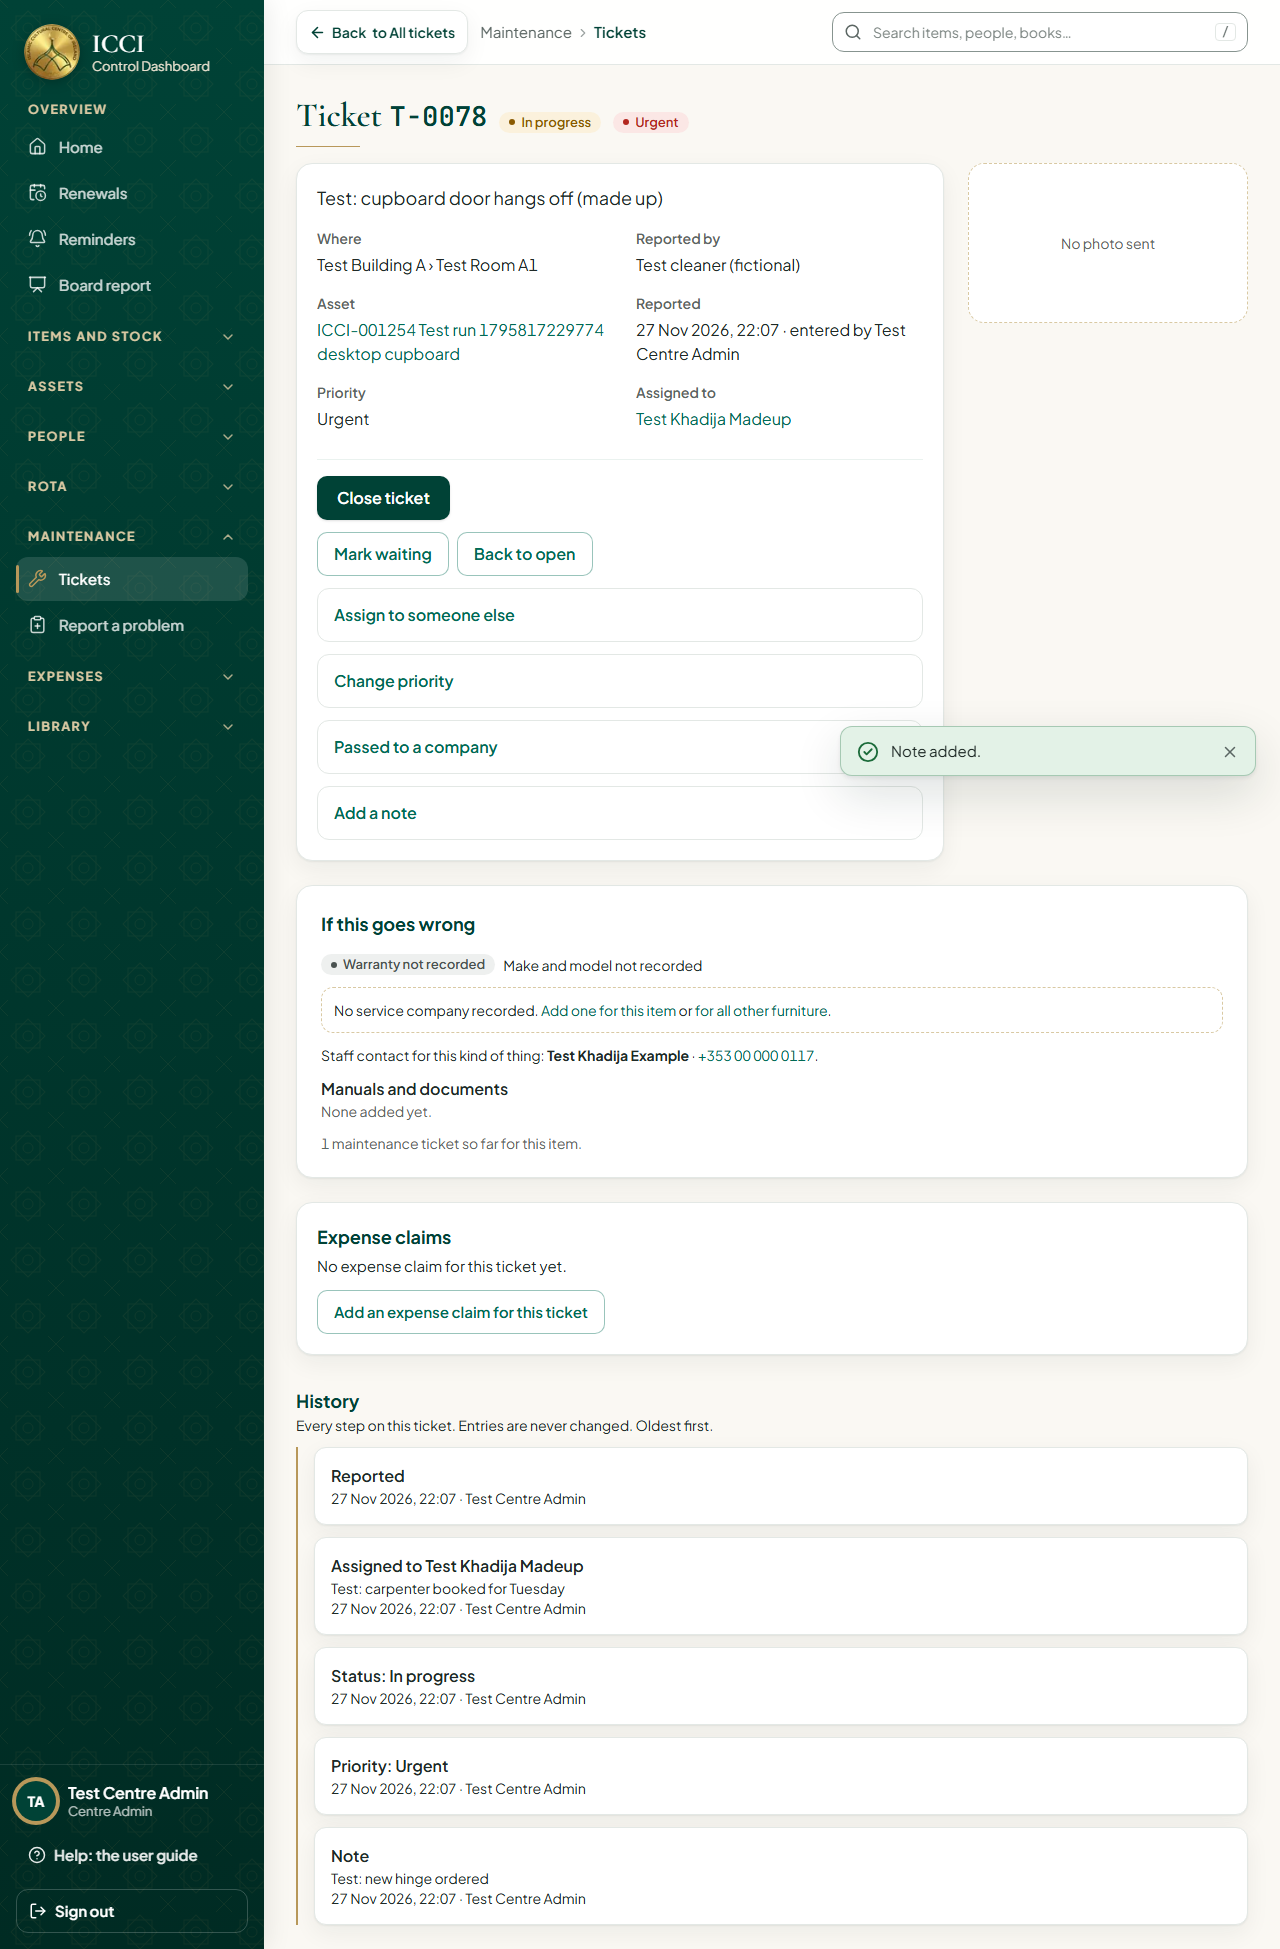 ICCI
Control Dashboard
OVERVIEW
Home
Renewals
Reminders
Board report
ITEMS AND STOCK
ASSETS
PEOPLE
ROTA
MAINTENANCE
Tickets
Report a problem
EXPENSES
LIBRARY
TA
Test Centre Admin
Centre Admin
Help: the user guide
Sign out
Back to All tickets
Maintenance › Tickets
Search items, people, books…
/
Ticket T-0078
In progress
Urgent
Test: cupboard door hangs off (made up)
Where
Test Building A › Test Room A1
Reported by
Test cleaner (fictional)
Asset
ICCI-001254 Test run 1795817229774
desktop cupboard
Reported
27 Nov 2026, 22:07 · entered by Test
Centre Admin
Priority
Urgent
Assigned to
Test Khadija Madeup
Close ticket
Mark waiting
Back to open
Assign to someone else
Change priority
Passed to a company
Add a note
No photo sent
Note added.
If this goes wrong
Warranty not recorded
Make and model not recorded
No service company recorded. Add one for this item or for all other furniture.
Staff contact for this kind of thing: Test Khadija Example · +353 00 000 0117.
Manuals and documents
None added yet.
1 maintenance ticket so far for this item.
Expense claims
No expense claim for this ticket yet.
Add an expense claim for this ticket
History
Every step on this ticket. Entries are never changed. Oldest first.
Reported
27 Nov 2026, 22:07 · Test Centre Admin
Assigned to Test Khadija Madeup
Test: carpenter booked for Tuesday
27 Nov 2026, 22:07 · Test Centre Admin
Status: In progress
27 Nov 2026, 22:07 · Test Centre Admin
Priority: Urgent
27 Nov 2026, 22:07 · Test Centre Admin
Note
Test: new hinge ordered
27 Nov 2026, 22:07 · Test Centre Admin